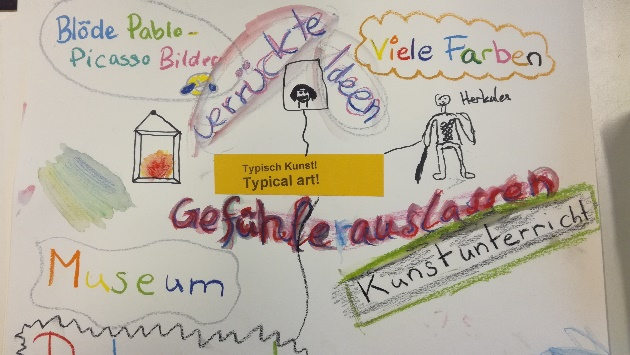 Blöde Pablo-
Picasso Bilder
verrückte
Ideen
Viele Farben
Herkules
Typisch Kunst!
Typical art!
Gefühle rauslassen
Kunstunterricht
Museum